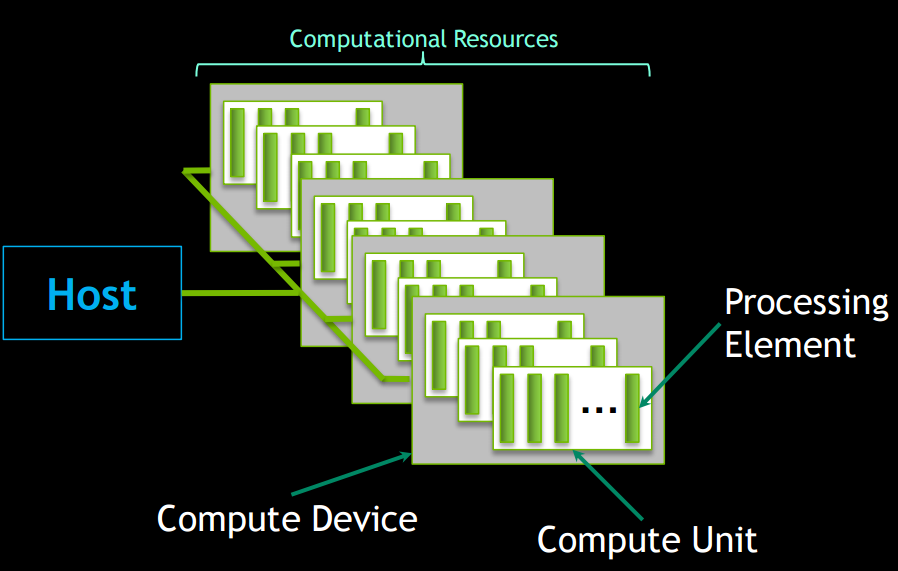 Computational Resources
Host
Processing
Element
...
Compute Device
Compute Unit